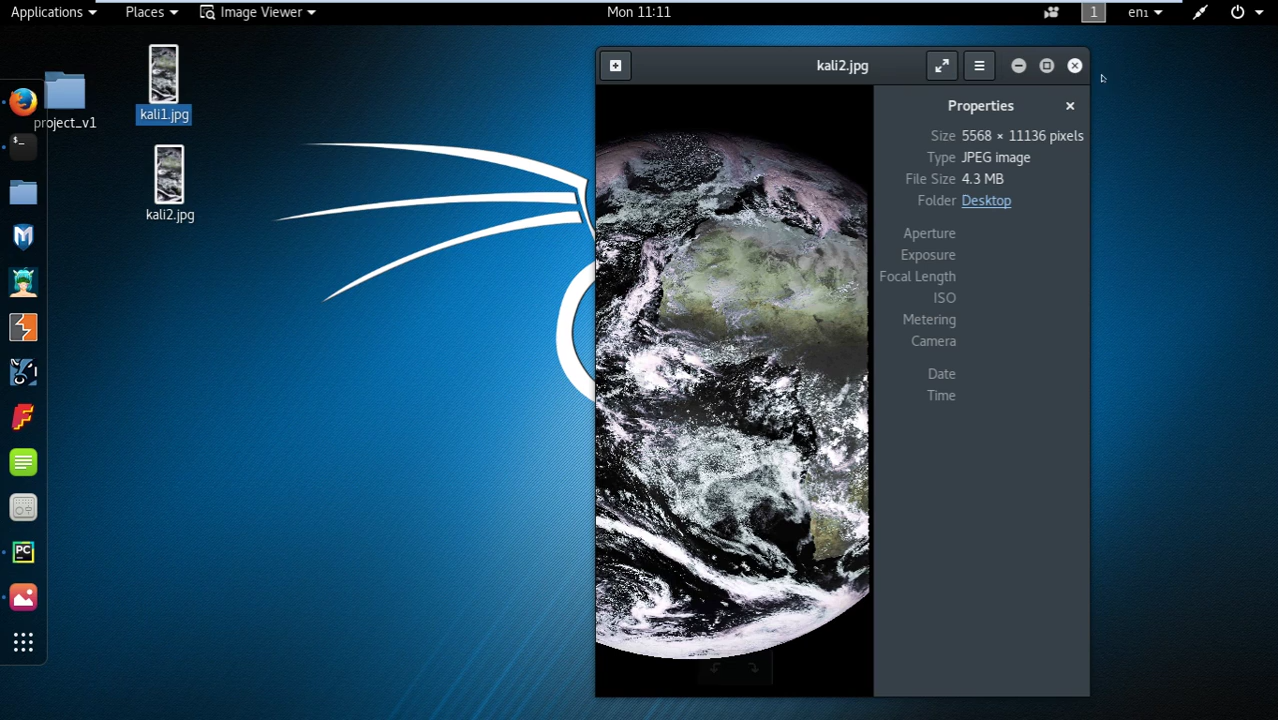 Applications Places Image Viewer Mon 11:11 1 en₁
kali1.jpg
project_v1
kali2.jpg
$_
PC
kali2.jpg
Properties
Size 5568 × 11136 pixels
Type JPEG image
File Size 4.3 MB
Folder Desktop
Aperture
Exposure
Focal Length
ISO
Metering
Camera
Date
Time